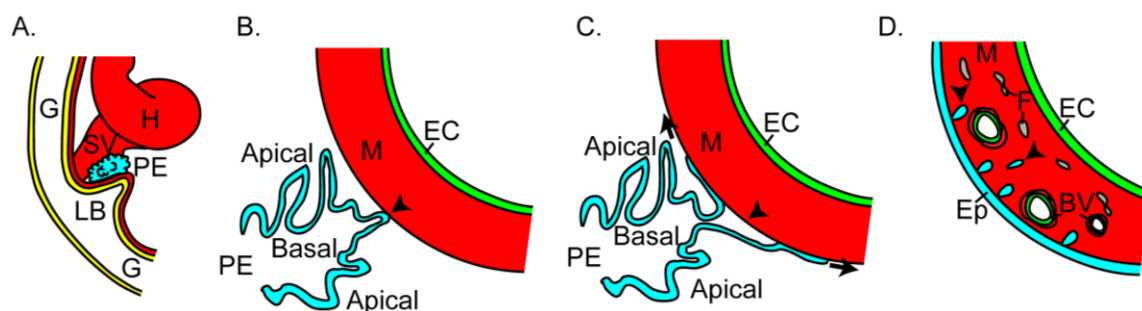 A.
G
H
SV
PE
LB
G
B.
EC
M
Apical
Basal
PE
Apical
C.
EC
M
Apical
Basal
PE
Apical
D.
M
F
EC
Ep
BV